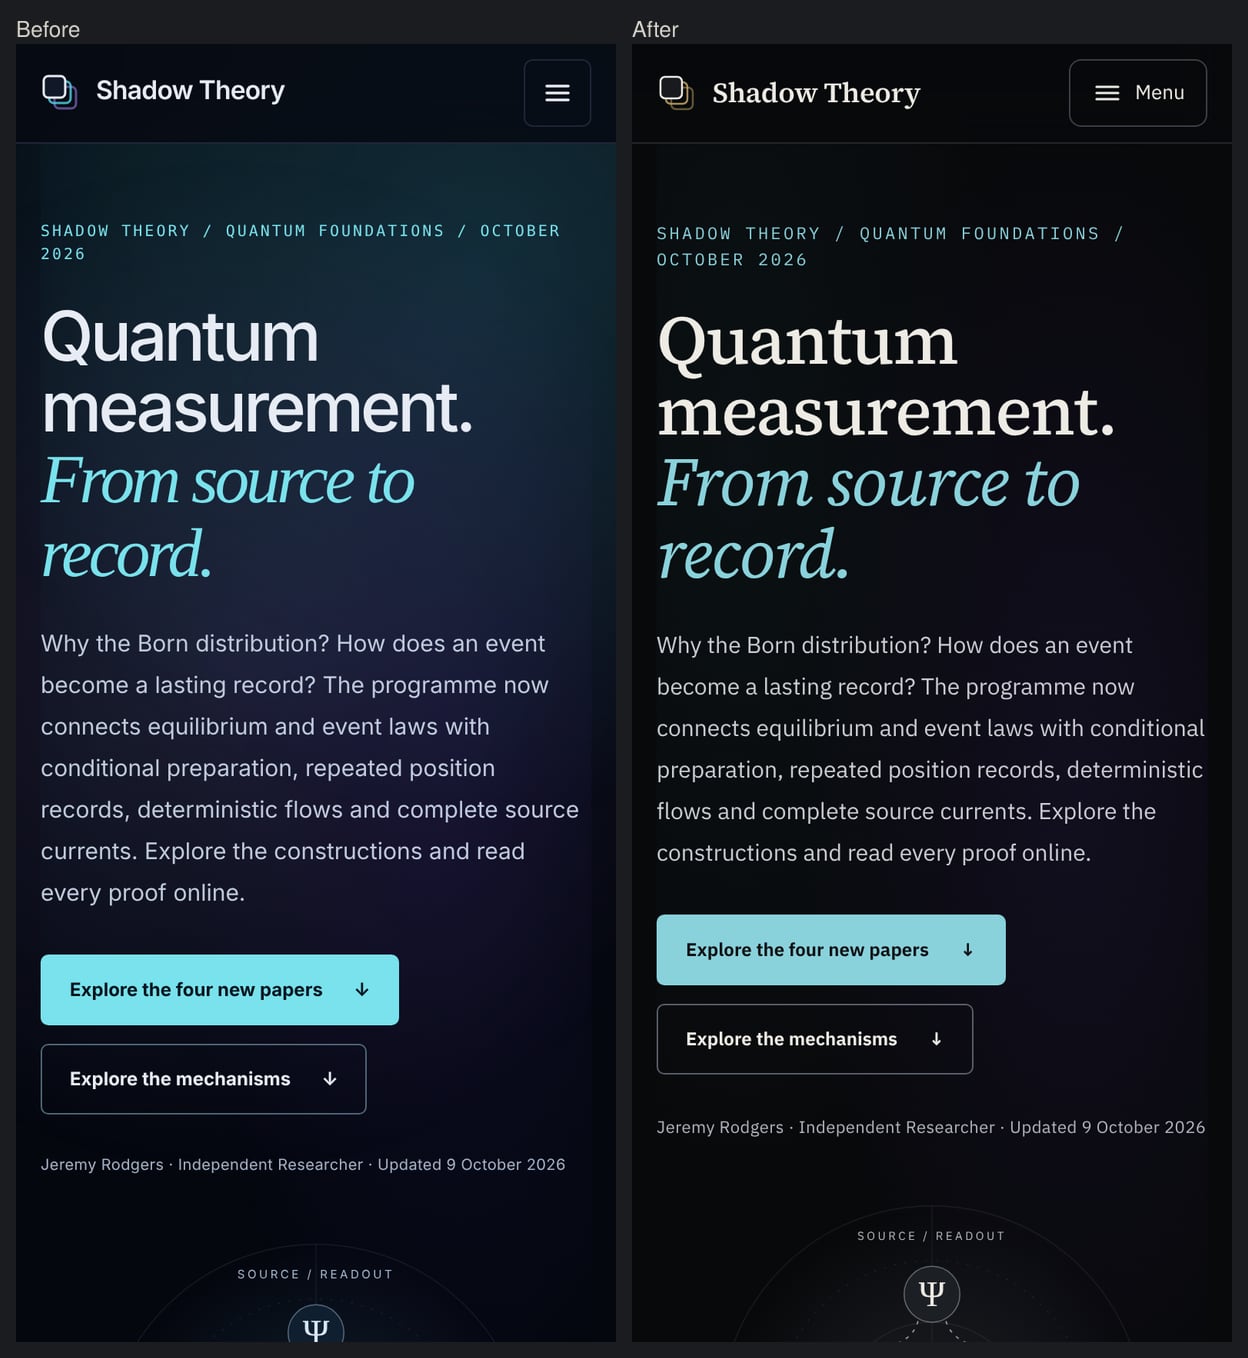 Before
Shadow Theory
SHADOW THEORY / QUANTUM FOUNDATIONS / OCTOBER
2026
Quantum
measurement.
From source to
record.
Why the Born distribution? How does an event
become a lasting record? The programme now
connects equilibrium and event laws with
conditional preparation, repeated position
records, deterministic flows and complete source
currents. Explore the constructions and read
every proof online.
Explore the four new papers ↓
Explore the mechanisms ↓
Jeremy Rodgers · Independent Researcher · Updated 9 October 2026
SOURCE / READOUT
Ψ
After
Shadow Theory
Menu
SHADOW THEORY / QUANTUM FOUNDATIONS /
OCTOBER 2026
Quantum
measurement.
From source to
record.
Why the Born distribution? How does an event
become a lasting record? The programme now
connects equilibrium and event laws with conditional
preparation, repeated position records, deterministic
flows and complete source currents. Explore the
constructions and read every proof online.
Explore the four new papers ↓
Explore the mechanisms ↓
Jeremy Rodgers · Independent Researcher · Updated 9 October 2026
SOURCE / READOUT
Ψ